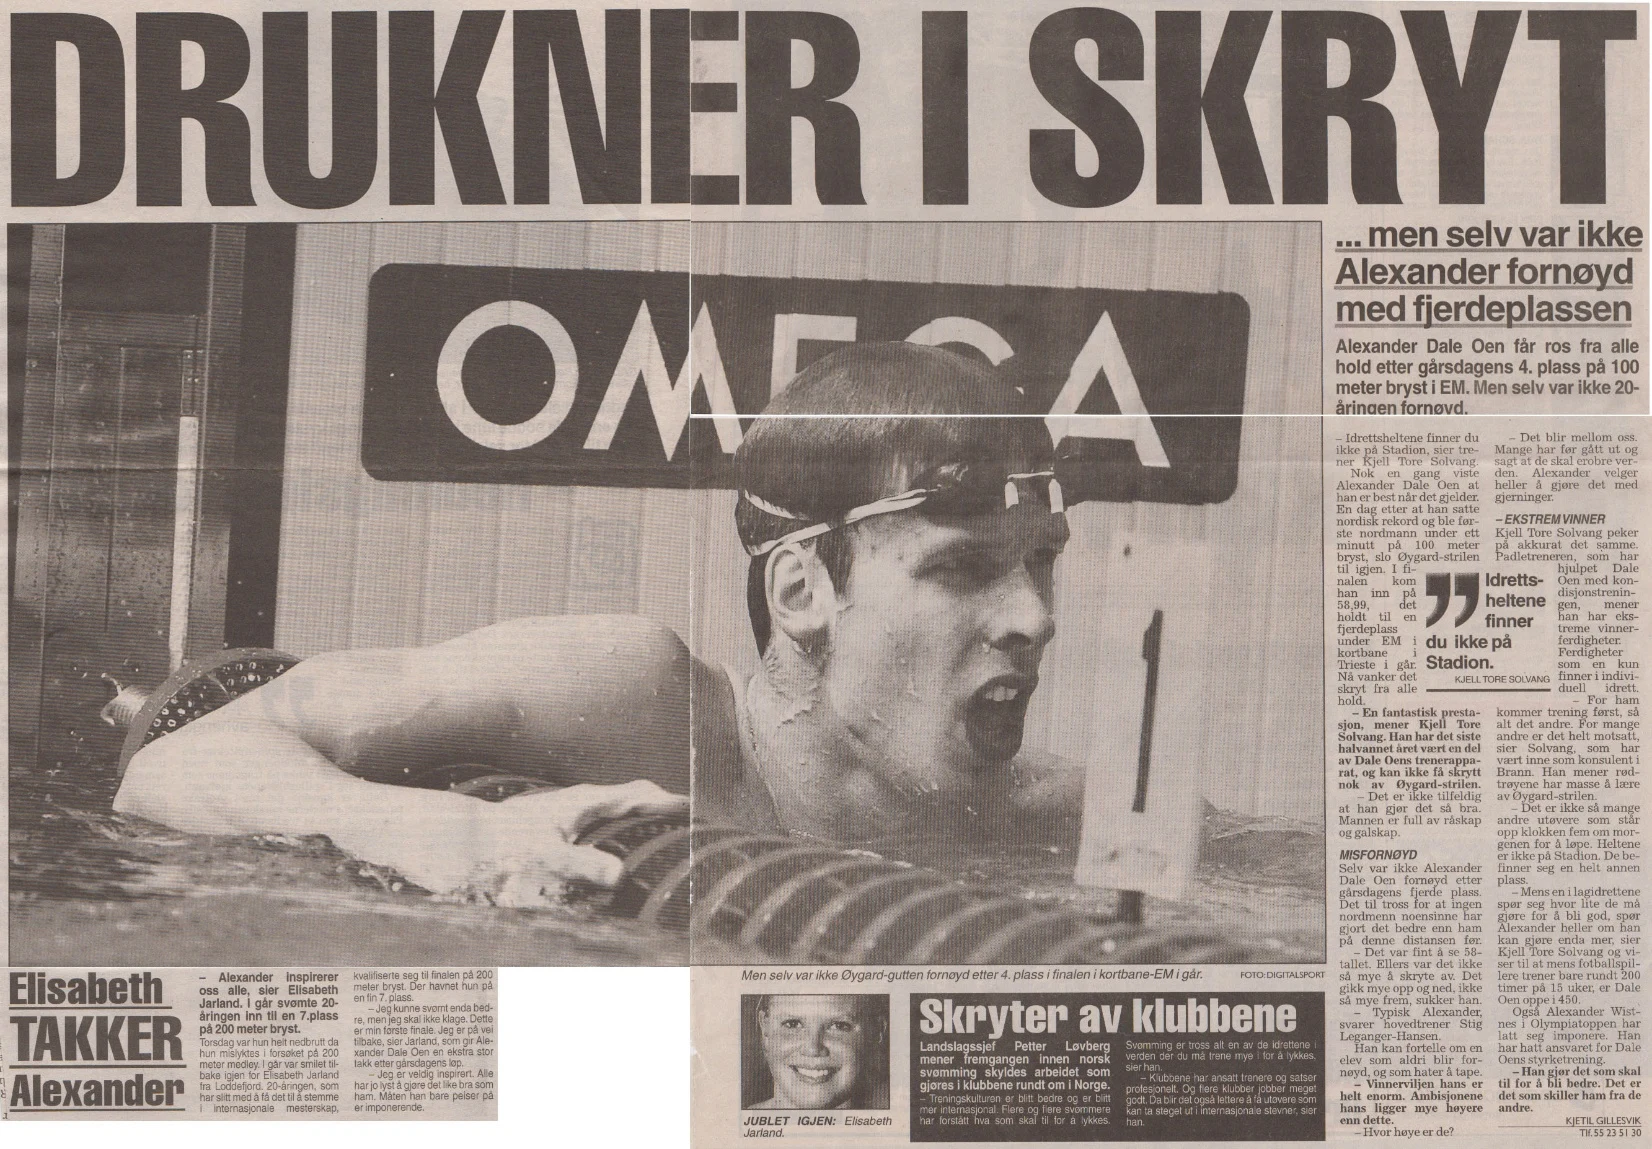 DRUKNER I SKRYT
OMEGA
... men selv var ikke
Alexander fornøyd
med fjerdeplassen
Alexander Dale Oen får ros fra alle
hold etter gårsdagens 4. plass på 100
meter bryst i EM. Men selv var ikke 20-
åringen fornøyd.
– Idrettsheltene finner du
ikke på Stadion, sier tre-
ner Kjell Tore Solvang.
Nok en gang viste
Alexander Dale Oen at
han er best når det gjelder.
En dag etter at han satte
nordisk rekord og ble før-
ste nordmann under ett
minutt på 100 meter
bryst, slo Øygard-strilen
til igjen. I fi-
nalen kom
han inn på
58,99, det
holdt til en
fjerdeplass
under EM i
kortbane i
Trieste i går.
Nå vanker det
skryt fra alle
hold.
– En fantastisk presta-
sjon, mener Kjell Tore
Solvang. Han har det siste
halvannet året vært en del
av Dale Oens trenerappa-
rat, og kan ikke få skrytt
nok av Øygard-strilen.
– Det er ikke tilfeldig
at han gjør det så bra.
Mannen er full av råskap
og galskap.
MISFORNØYD
Selv var ikke Alexander
Dale Oen fornøyd etter
gårsdagens fjerde plass.
Det til tross for at ingen
nordmenn noensinne har
gjort det bedre enn ham
på denne distansen før.
– Det var fint å se 58-
tallet. Ellers var det ikke
så mye å skryte av. Det
gikk mye opp og ned, ikke
så mye frem, sukker han.
– Typisk Alexander,
svarer hovedtrener Stig
Leganger-Hansen.
Han kan fortelle om en
elev som aldri blir for-
nøyd, og som hater å tape.
– Vinnerviljen hans er
helt enorm. Ambisjonene
hans ligger mye høyere
enn dette.
– Hvor høye er de?
– Det blir mellom oss.
Mange har før gått ut og
sagt at de skal erobre ver-
den. Alexander velger
heller å gjøre det med
gjerninger.
– EKSTREM VINNER
Kjell Tore Solvang peker
på akkurat det samme.
Padletreneren, som har
hjulpet Dale
Oen med kon-
disjonstrenin-
gen, mener
han har eks-
treme vinner-
ferdigheter.
Ferdigheter
som en kun
finner i indivi-
duell idrett.
– For ham
kommer trening først, så
alt det andre. For mange
andre er det helt motsatt,
sier Solvang, som har
vært inne som konsulent i
Brann. Han mener rød-
trøyene har masse å lære
av Øygard-strilen.
– Det er ikke så mange
andre utøvere som står
opp klokken fem om mor-
genen for å løpe. Heltene
er ikke på Stadion. De be-
finner seg en helt annen
plass.
– Mens en i lagidrettene
spør seg hvor lite de må
gjøre for å bli god, spør
Alexander heller om han
kan gjøre enda mer, sier
Kjell Tore Solvang og vi-
ser til at mens fotballspil-
lere trener bare rundt 200
timer på 15 uker, er Dale
Oen oppe i 450.
Også Alexander Wist-
nes i Olympiatoppen har
latt seg imponere. Han
har hatt ansvaret for Dale
Oens styrketrening.
– Han gjør det som skal
til for å bli bedre. Det er
det som skiller ham fra de
andre.
KJETIL GILLESVIK
Tlf. 55 23 51 30
” Idretts-
heltene
finner
du ikke på
Stadion.
KJELL TORE SOLVANG
Men selv var ikke Øygard-gutten fornøyd etter 4. plass i finalen i kortbane-EM i går.
FOTO: DIGITALSPORT
Elisabeth
TAKKER
Alexander
– Alexander inspirerer
oss alle, sier Elisabeth
Jarland. I går svømte 20-
åringen inn til en 7.plass
på 200 meter bryst.
Torsdag var hun helt nedbrutt da
hun mislyktes i forsøket på 200
meter medley. I går var smilet til-
bake igjen for Elisabeth Jarland
fra Loddefjord. 20-åringen, som
har slitt med å få det til å stemme
i internasjonale mesterskap,
kvalifiserte seg til finalen på 200
meter bryst. Der havnet hun på
en fin 7. plass.
– Jeg kunne svømt enda bed-
re, men jeg skal ikke klage. Dette
er min første finale. Jeg er på vei
tilbake, sier Jarland, som gir Ale-
xander Dale Oen en ekstra stor
takk etter gårsdagens løp.
– Jeg er veldig inspirert. Alle
har jo lyst å gjøre det like bra som
ham. Måten han bare peiser på
er imponerende.
JUBLET IGJEN: Elisabeth
Jarland.
Skryter av klubbene
Landslagssjef Petter Løvberg
mener fremgangen innen norsk
svømming skyldes arbeidet som
gjøres i klubbene rundt om i Norge.
– Treningskulturen er blitt bedre og er blitt
mer internasjonal. Flere og flere svømmere
har forstått hva som skal til for å lykkes.
Svømming er tross alt en av de idrettene i
verden der du må trene mye i for å lykkes,
sier han.
– Klubbene har ansatt trenere og satser
profesjonelt. Og flere klubber jobber meget
godt. Da blir det også lettere å få utøvere som
kan ta steget ut i internasjonale stevner, sier
han.